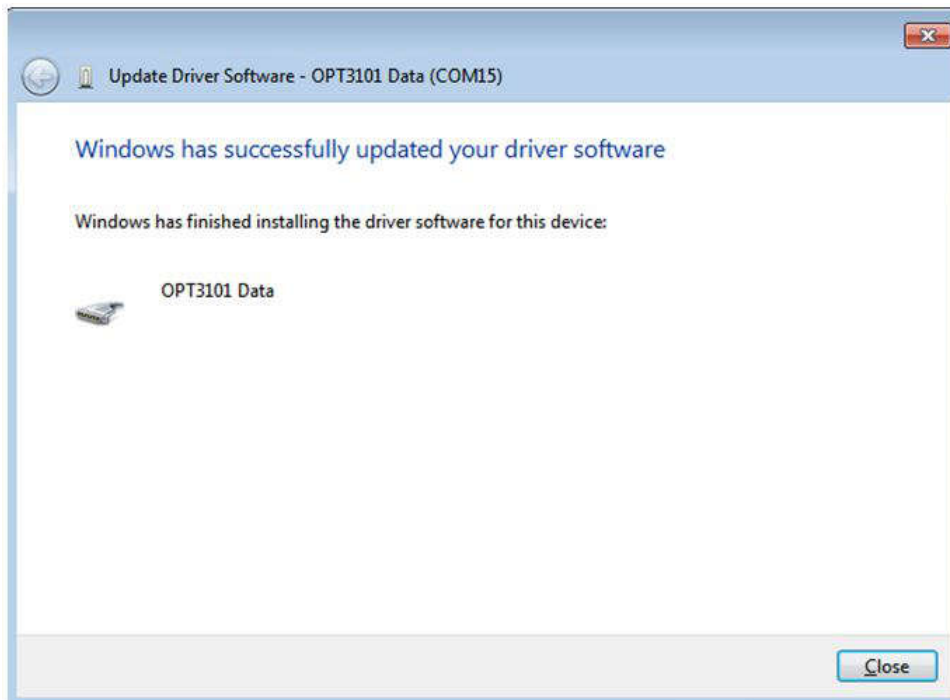 Update Driver Software - OPT3101 Data (COM15)
Windows has successfully updated your driver software
Windows has finished installing the driver software for this device:
OPT3101 Data
Close